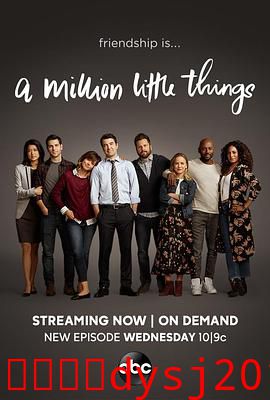 friendship is...
a million little things
STREAMING NOW | ON DEMAND
NEW EPISODE WEDNESDAY 10|9c
abc
dysj20